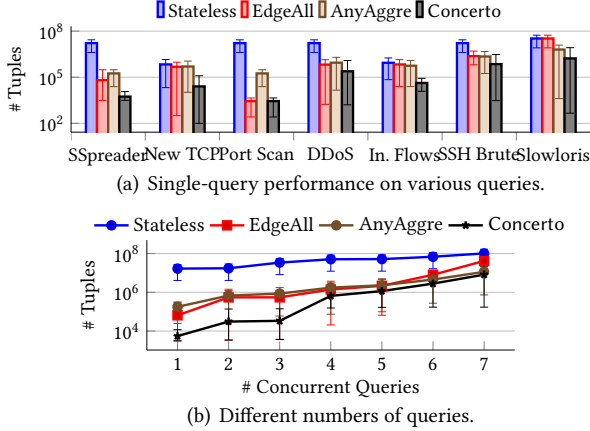 Stateless EdgeAll AnyAggre Concerto
# Tuples
10^8
10^5
10^2
SSpreader New TCP Port Scan DDoS In. Flows SSH Brute Slowloris
(a) Single-query performance on various queries.
Stateless EdgeAll AnyAggre Concerto
# Tuples
10^8
10^6
10^4
1 2 3 4 5 6 7
# Concurrent Queries
(b) Different numbers of queries.